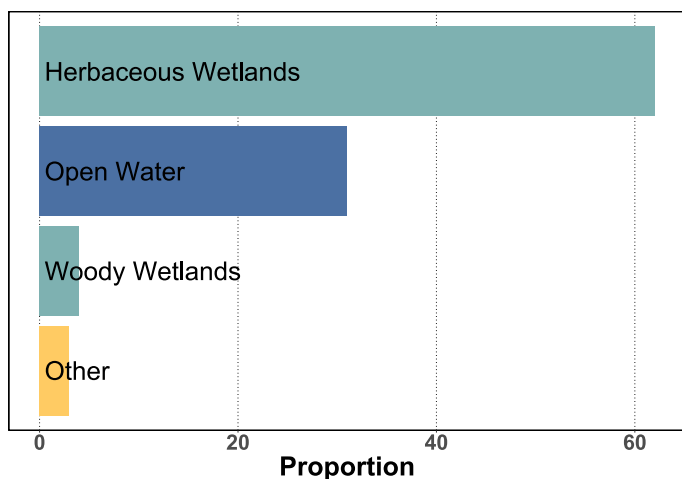 Herbaceous Wetlands
Open Water
Woody Wetlands
Other
0 20 40 60
Proportion